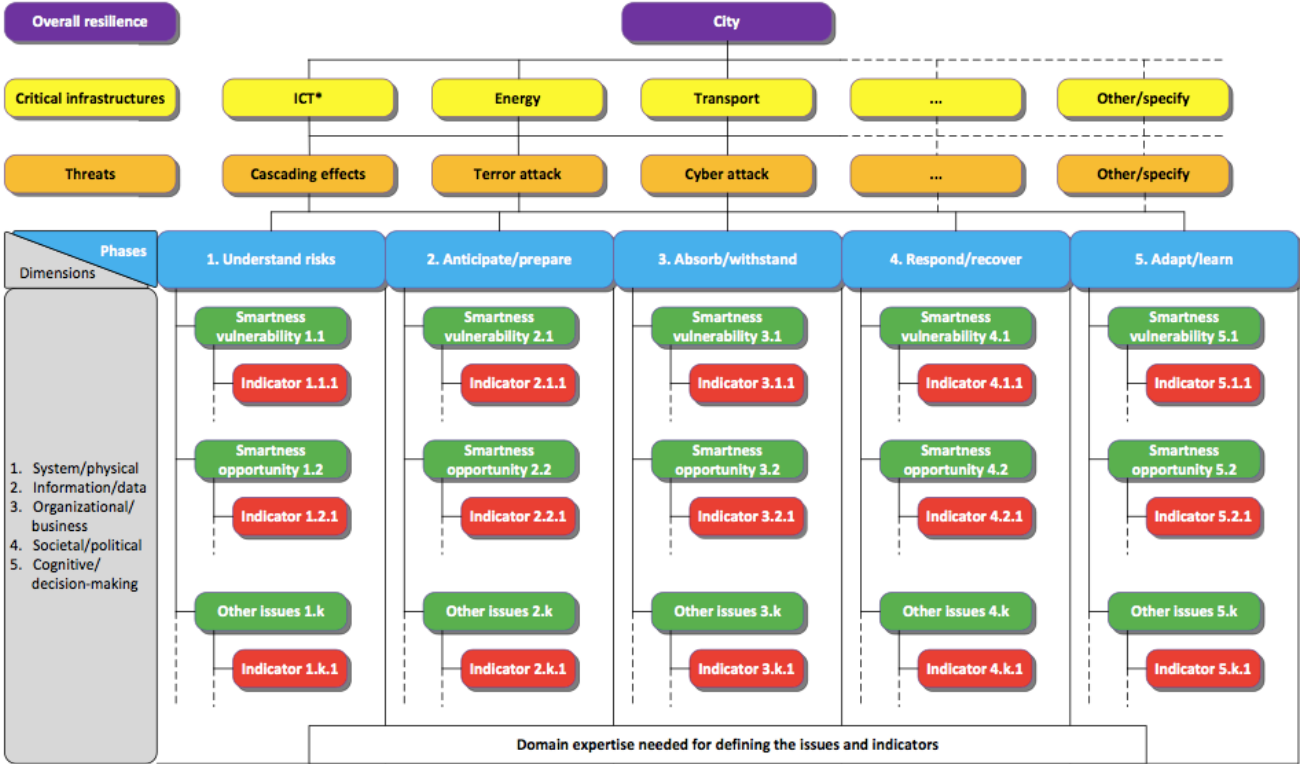 Overall resilience
City
Critical infrastructures
ICT*
Energy
Transport
...
Other/specify
Threats
Cascading effects
Terror attack
Cyber attack
...
Other/specify
Phases
Dimensions
1. Understand risks
2. Anticipate/prepare
3. Absorb/withstand
4. Respond/recover
5. Adapt/learn
Smartness
vulnerability 1.1
Smartness
vulnerability 2.1
Smartness
vulnerability 3.1
Smartness
vulnerability 4.1
Smartness
vulnerability 5.1
Indicator 1.1.1
Indicator 2.1.1
Indicator 3.1.1
Indicator 4.1.1
Indicator 5.1.1
Smartness
opportunity 1.2
Smartness
opportunity 2.2
Smartness
opportunity 3.2
Smartness
opportunity 4.2
Smartness
opportunity 5.2
1. System/physical
2. Information/data
3. Organizational/
business
4. Societal/political
5. Cognitive/
decision-making
Indicator 1.2.1
Indicator 2.2.1
Indicator 3.2.1
Indicator 4.2.1
Indicator 5.2.1
Other issues 1.k
Other issues 2.k
Other issues 3.k
Other issues 4.k
Other issues 5.k
Indicator 1.k.1
Indicator 2.k.1
Indicator 3.k.1
Indicator 4.k.1
Indicator 5.k.1
Domain expertise needed for defining the issues and indicators